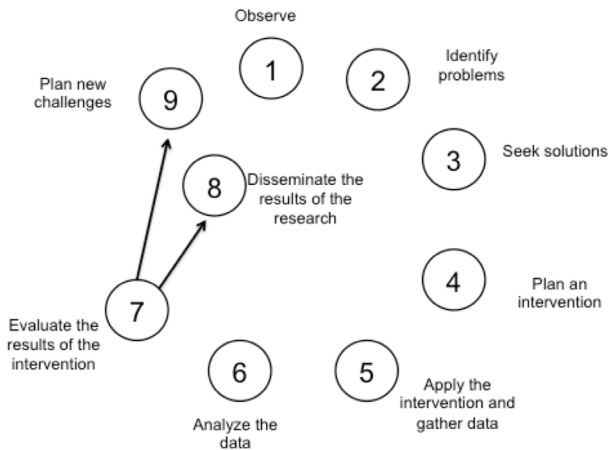 Observe
1
2
Identify
problems
3
Seek solutions
4
Plan an
intervention
5
Apply the
intervention and
gather data
6
Analyze the
data
7
Evaluate the
results of the
intervention
8
Disseminate the
results of the
research
9
Plan new
challenges